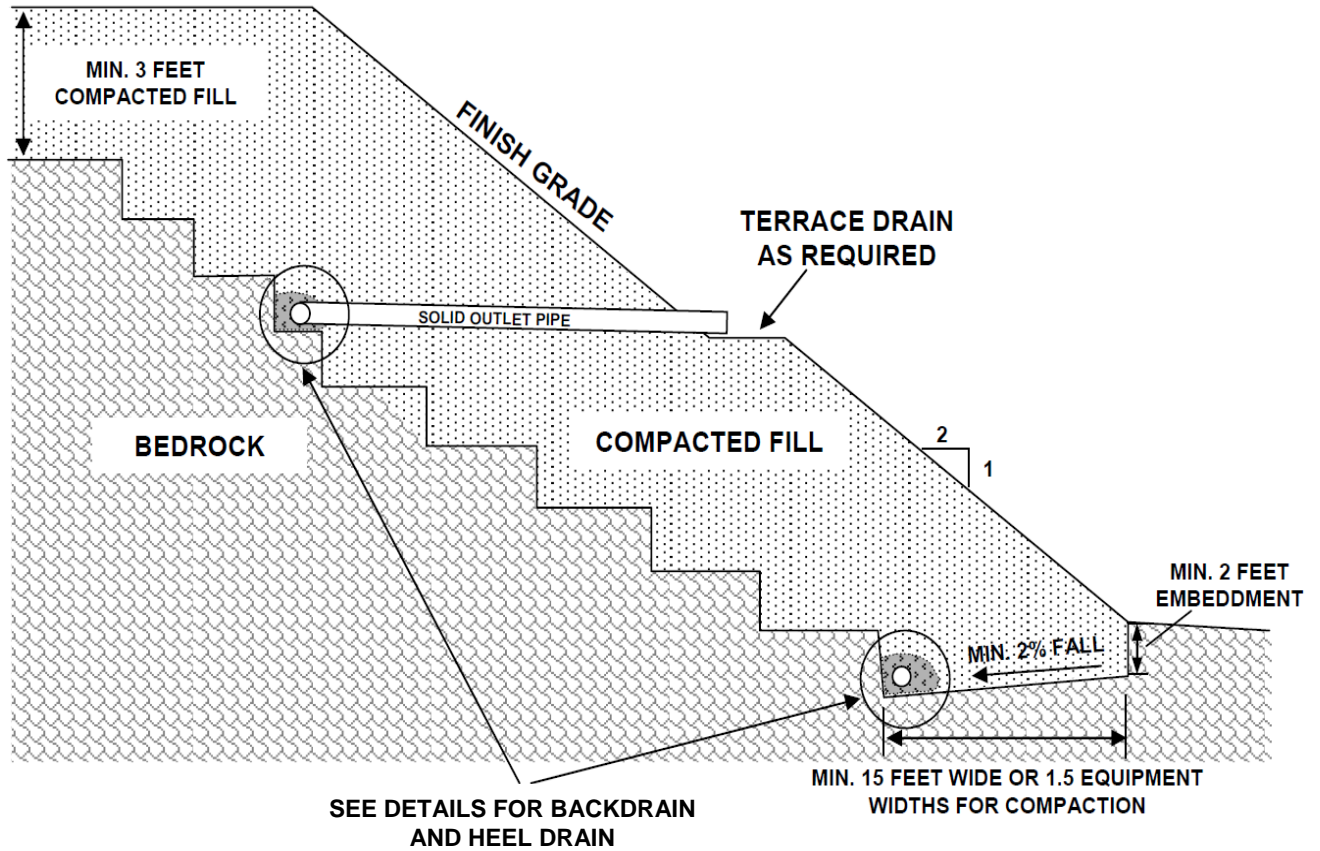 MIN. 3 FEET
COMPACTED FILL
FINISH GRADE
TERRACE DRAIN
AS REQUIRED
SOLID OUTLET PIPE
BEDROCK
COMPACTED FILL
2
1
MIN. 2 FEET
EMBEDDMENT
MIN. 2% FALL
MIN. 15 FEET WIDE OR 1.5 EQUIPMENT
WIDTHS FOR COMPACTION
SEE DETAILS FOR BACKDRAIN
AND HEEL DRAIN